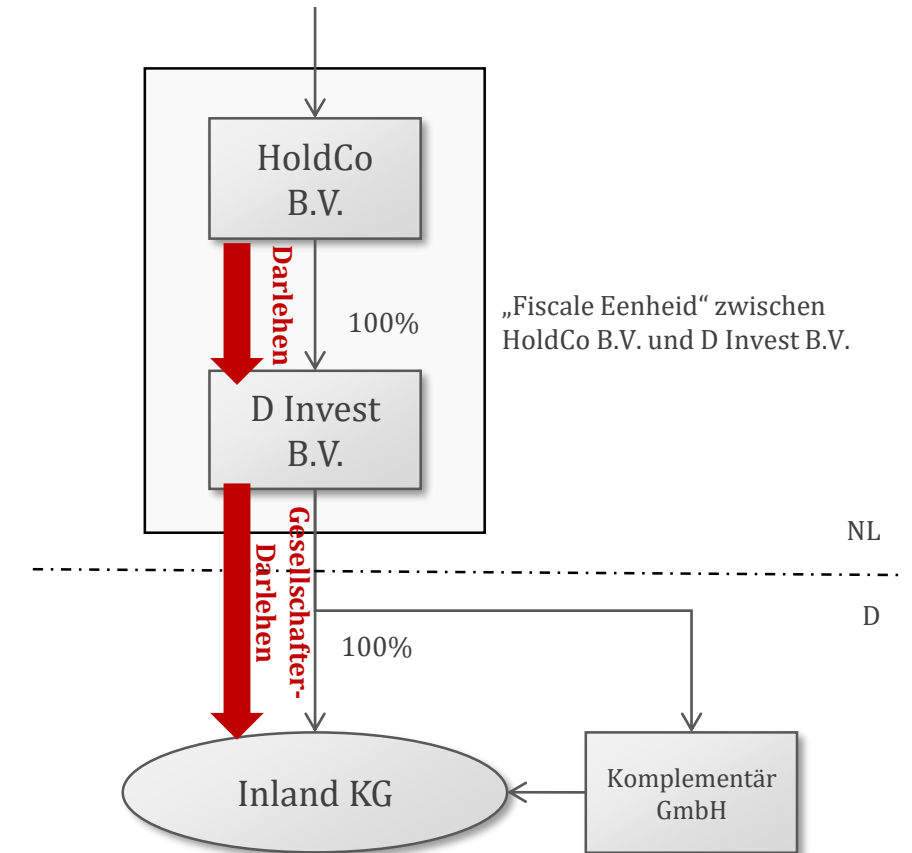 HoldCo
B.V.
Darlehen
100%
„Fiscale Eenheid“ zwischen
HoldCo B.V. und D Invest B.V.
D Invest
B.V.
NL
Gesellschafter-
Darlehen
D
100%
Inland KG
Komplementär
GmbH